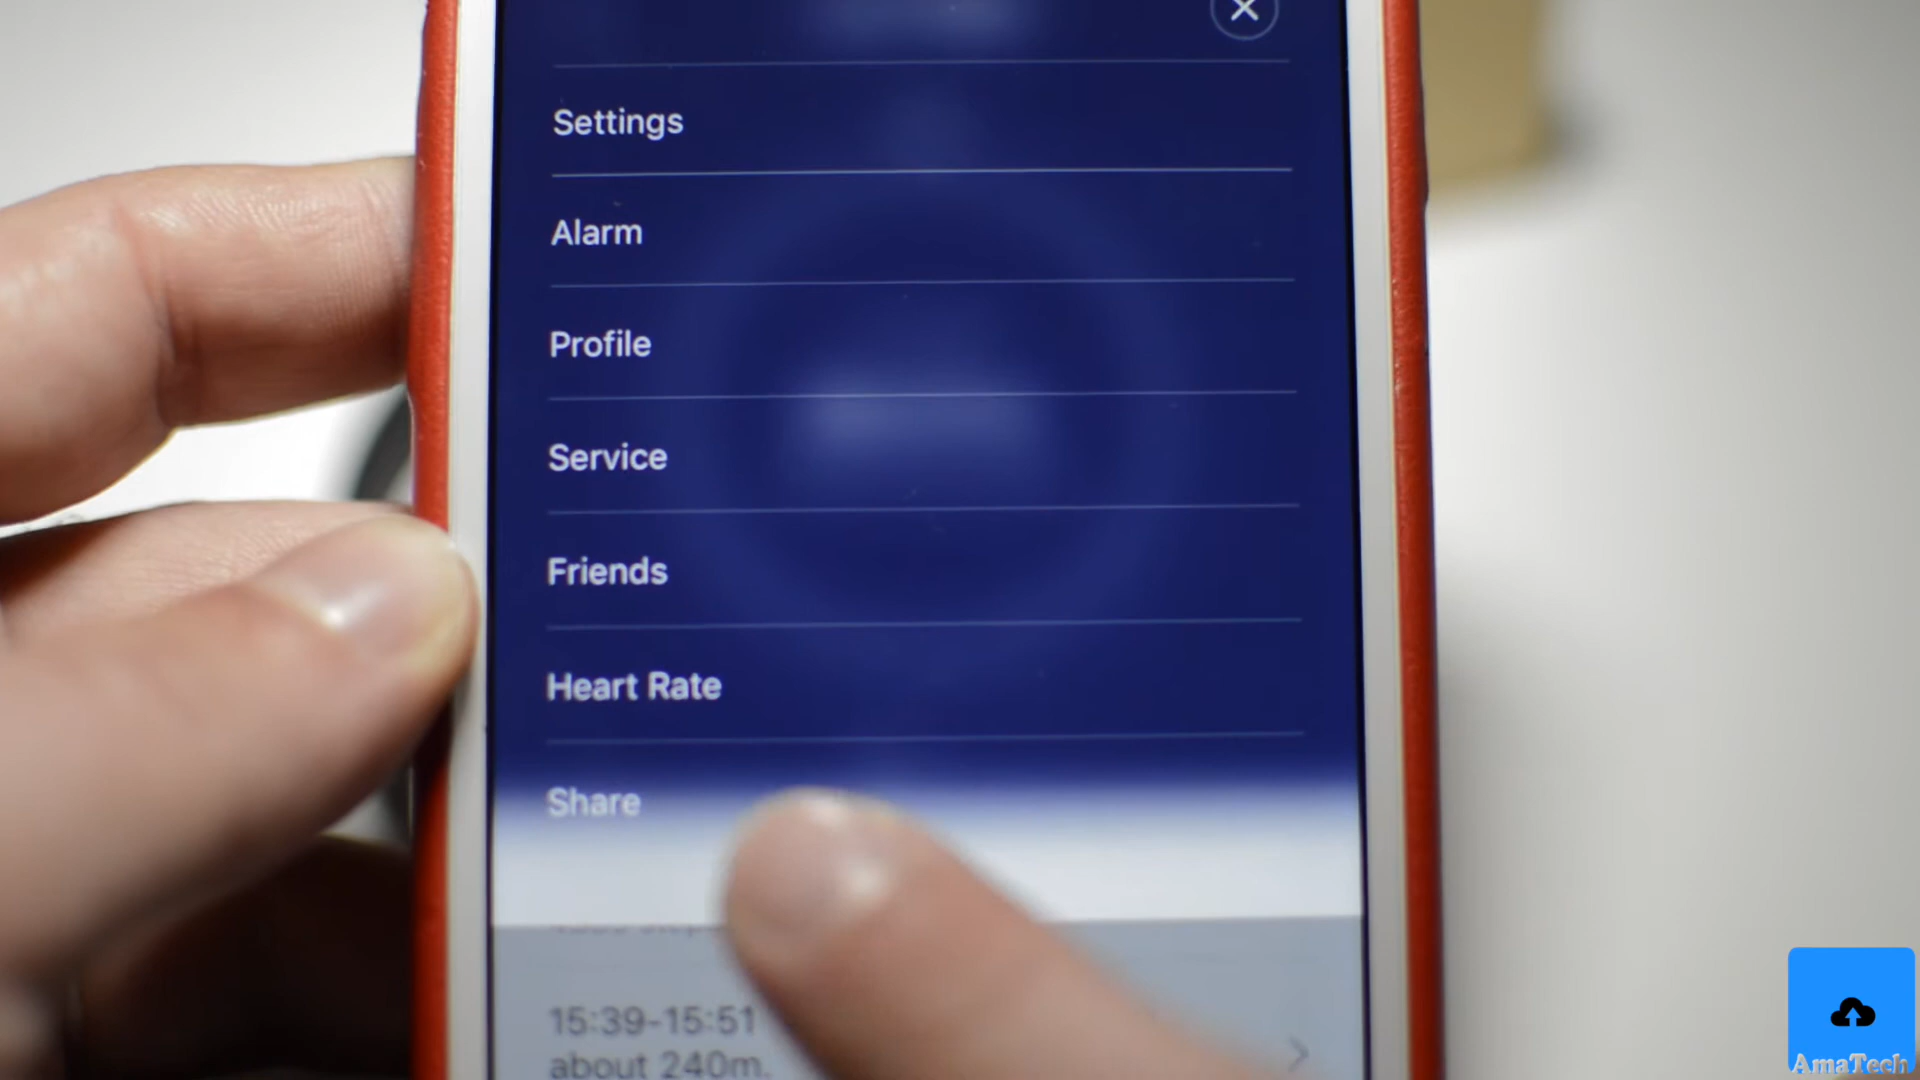 Settings
Alarm
Profile
Service
Friends
Heart Rate
Share
15:39-15:51
about 240m.
AmaTech